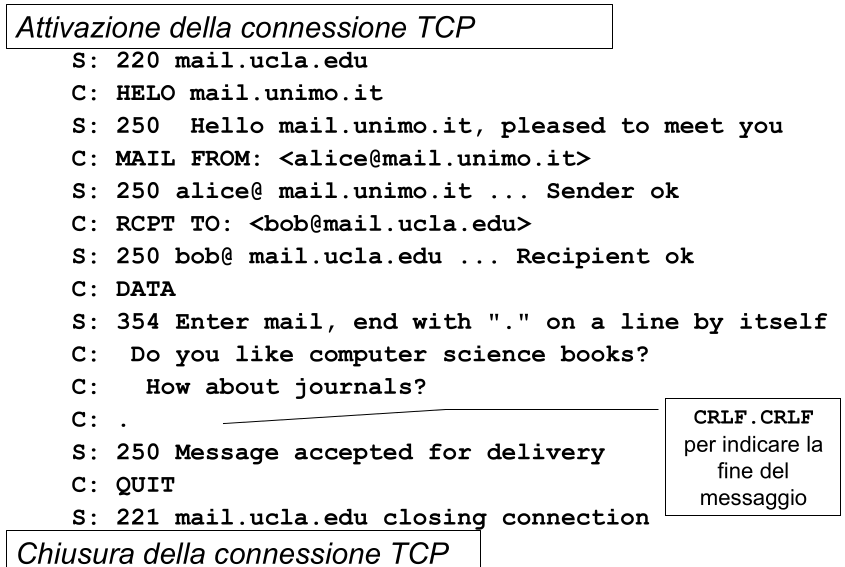 Attivazione della connessione TCP
S: 220 mail.ucla.edu
C: HELO mail.unimo.it
S: 250  Hello mail.unimo.it, pleased to meet you
C: MAIL FROM: <alice@mail.unimo.it>
S: 250 alice@ mail.unimo.it ... Sender ok
C: RCPT TO: <bob@mail.ucla.edu>
S: 250 bob@ mail.ucla.edu ... Recipient ok
C: DATA
S: 354 Enter mail, end with "." on a line by itself
C:  Do you like computer science books?
C:   How about journals?
C: .
CRLF.CRLF
per indicare la
fine del
messaggio
S: 250 Message accepted for delivery
C: QUIT
S: 221 mail.ucla.edu closing connection
Chiusura della connessione TCP